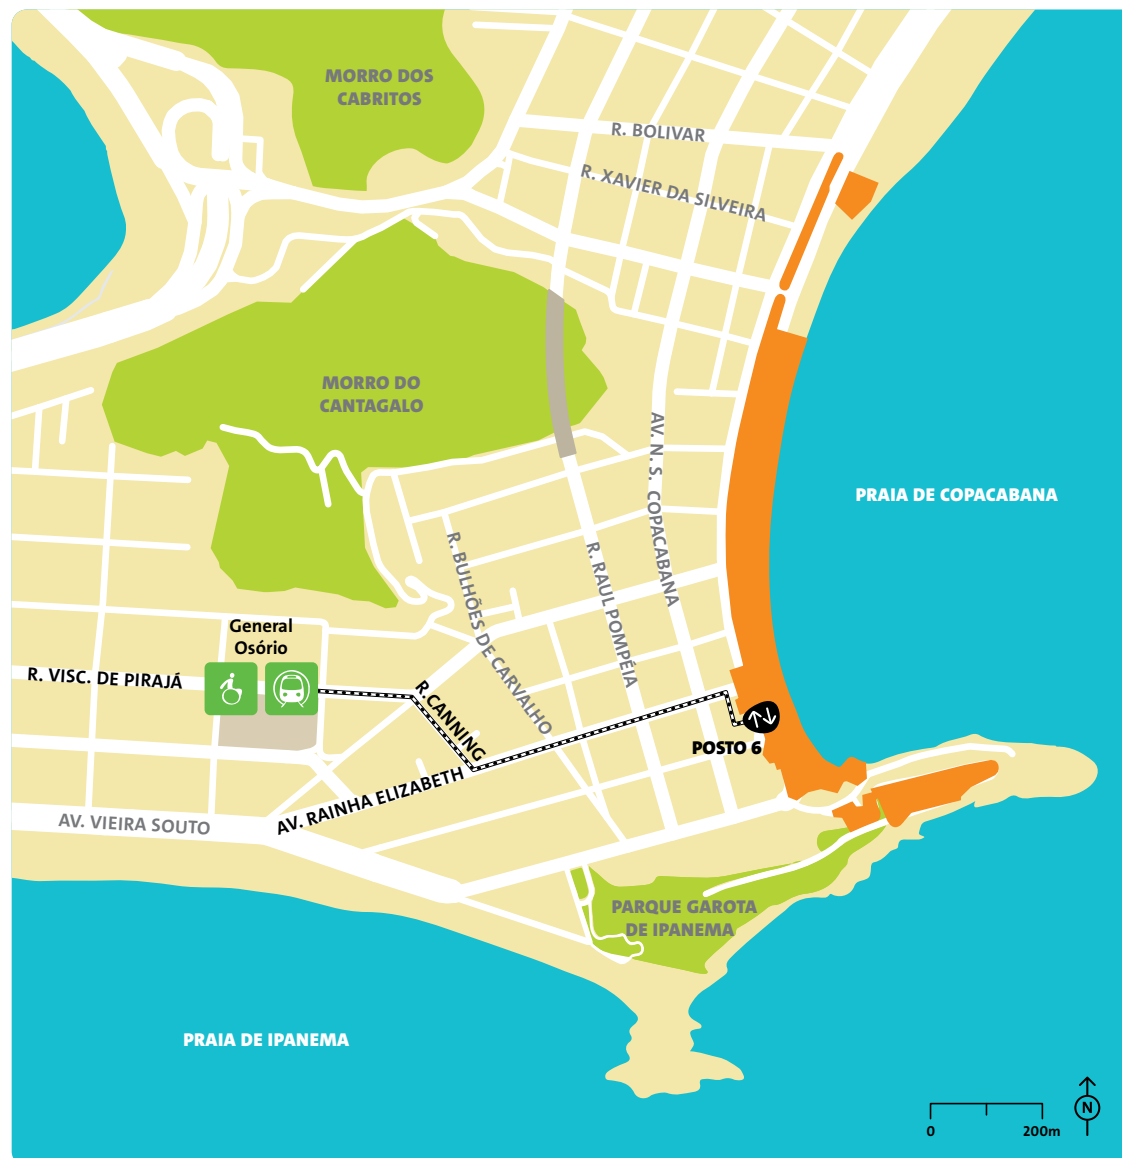 MORRO DOS
CABRITOS
R. BOLIVAR
R. XAVIER DA SILVEIRA
MORRO DO
CANTAGALO
AV. N. S. COPACABANA
PRAIA DE COPACABANA
R. BULHÕES DE CARVALHO
R. RAUL POMPÉIA
General
Osório
R. VISC. DE PIRAJÁ
R.CANNING
POSTO 6
AV. RAINHA ELIZABETH
AV. VIEIRA SOUTO
PARQUE GAROTA
DE IPANEMA
PRAIA DE IPANEMA
N
0 200m